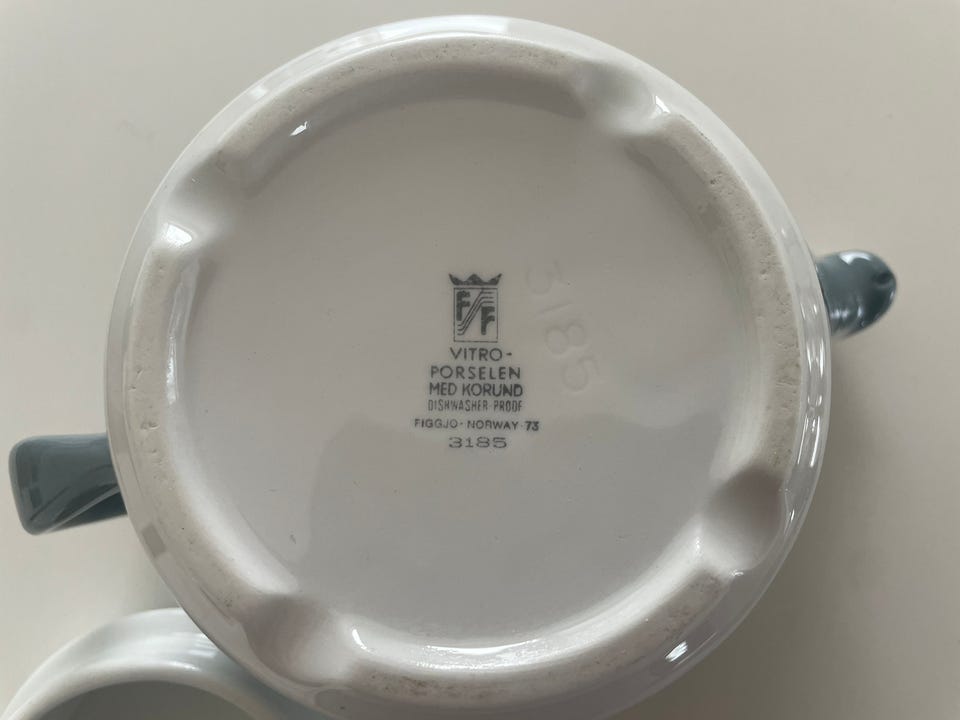 F/F
VITRO-
PORSELEN
MED KORUND
DISHWASHER-PROOF
FIGGJO-NORWAY-73
3185
3185